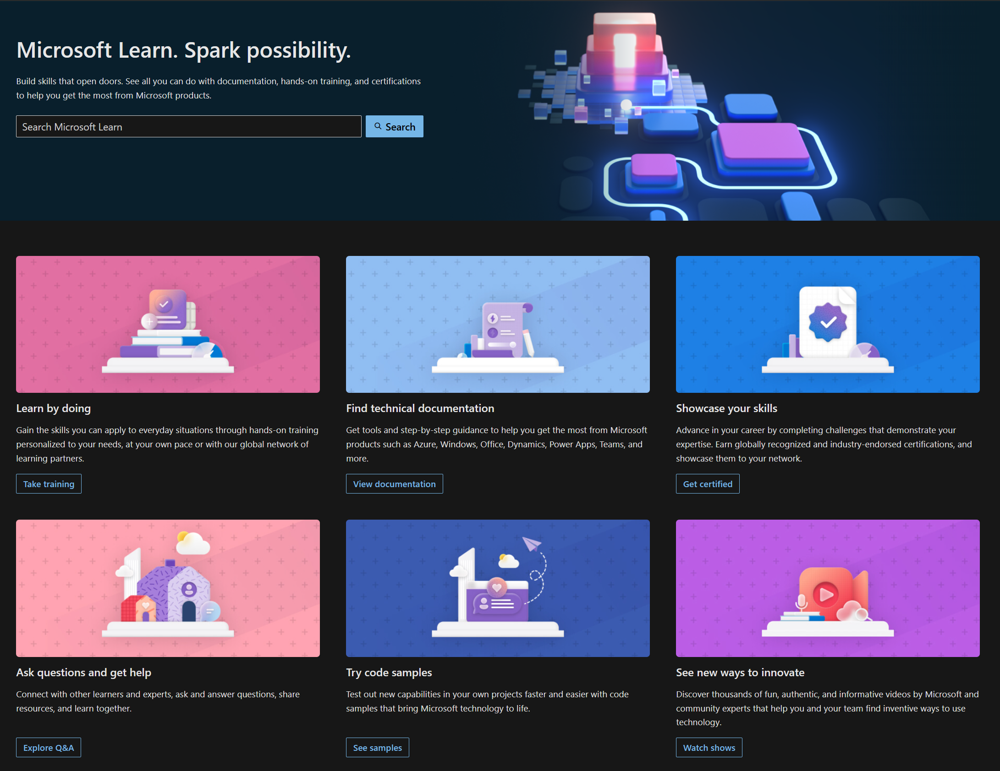 Microsoft Learn. Spark possibility.
Build skills that open doors. See all you can do with documentation, hands-on training, and certifications
to help you get the most from Microsoft products.
Search Microsoft Learn
Search
Learn by doing
Gain the skills you can apply to everyday situations through hands-on training
personalized to your needs, at your own pace or with our global network of
learning partners.
Take training
Find technical documentation
Get tools and step-by-step guidance to help you get the most from Microsoft
products such as Azure, Windows, Office, Dynamics, Power Apps, Teams, and
more.
View documentation
Showcase your skills
Advance in your career by completing challenges that demonstrate your
expertise. Earn globally recognized and industry-endorsed certifications, and
showcase them to your network.
Get certified
Ask questions and get help
Connect with other learners and experts, ask and answer questions, share
resources, and learn together.
Explore Q&A
Try code samples
Test out new capabilities in your own projects faster and easier with code
samples that bring Microsoft technology to life.
See samples
See new ways to innovate
Discover thousands of fun, authentic, and informative videos by Microsoft and
community experts that help you and your team find inventive ways to use
technology.
Watch shows